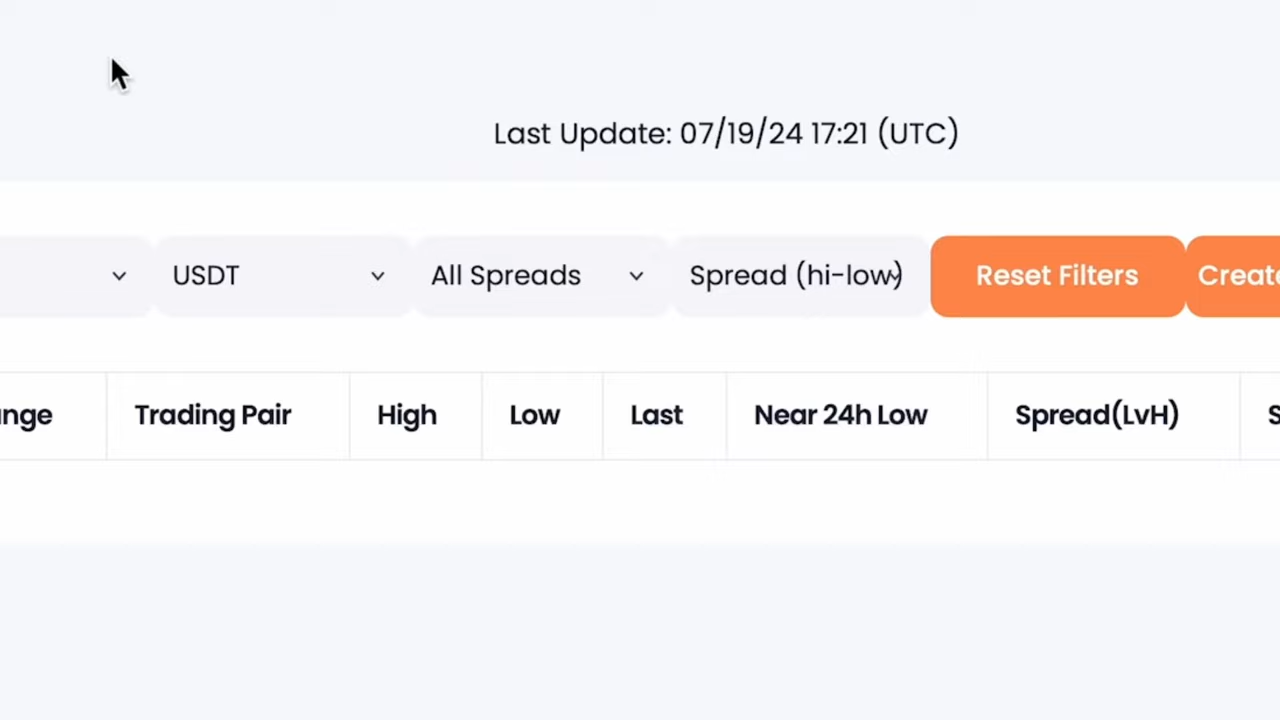 Last Update: 07/19/24 17:21 (UTC)
USDT All Spreads Spread (hi-low) Reset Filters Create
Trading Pair High Low Last Near 24h Low Spread(LvH)